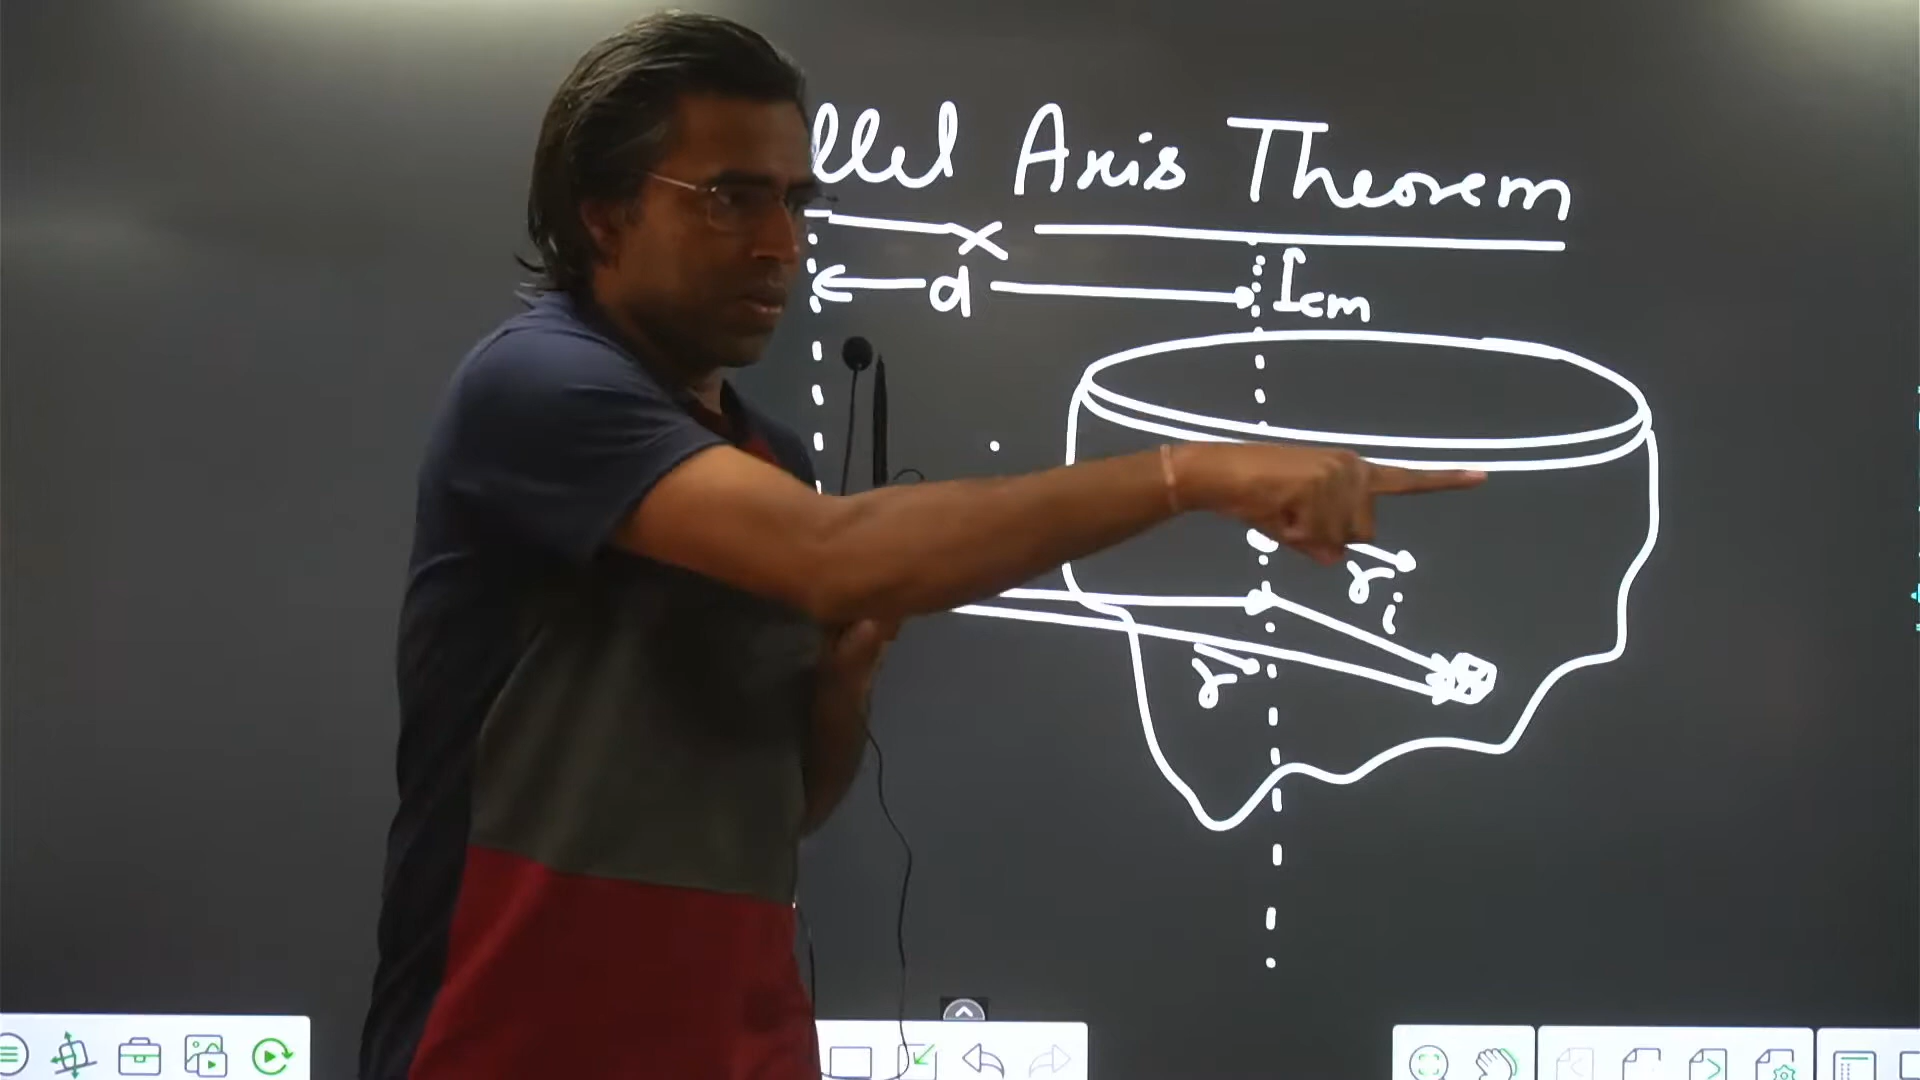 llel Axis Theorem
d
Icm
ri
r